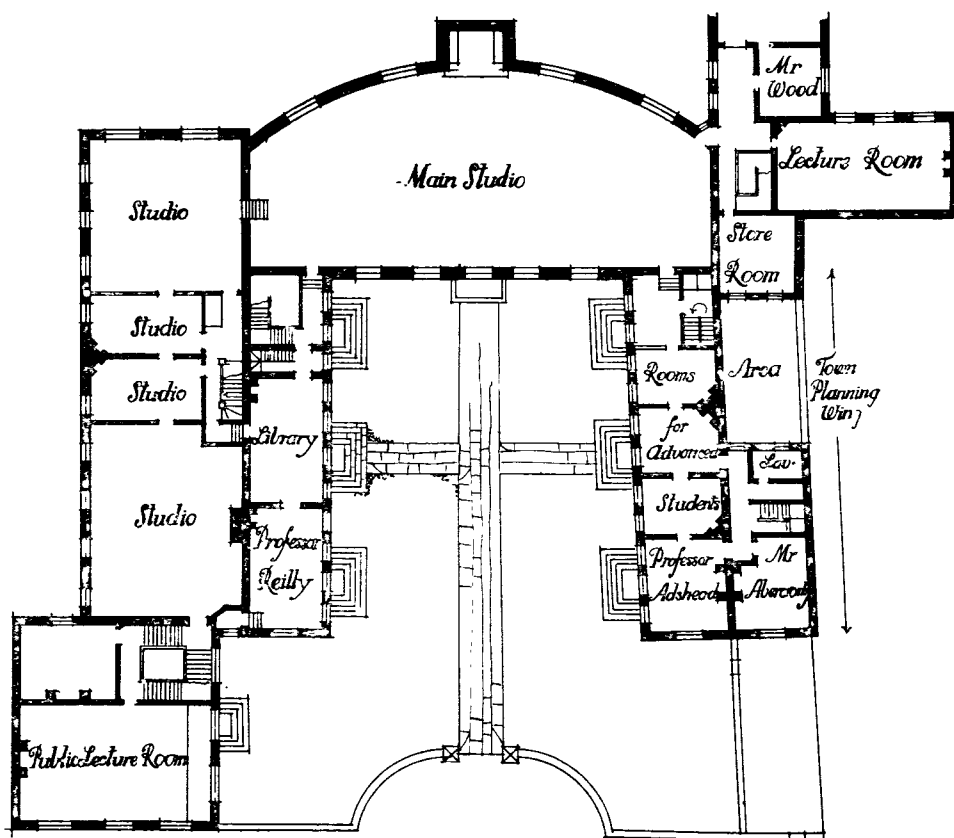 Mr
Wood
Lecture Room
Main Studio
Studio
Store
Room
Studio
Studio
Rooms
Area
Town
Planning
Wing
Library
for
Advanced
Lav.
Studio
Students
Professor
Reilly
Professor
Adshead
Mr
Abercromby
Public Lecture Room